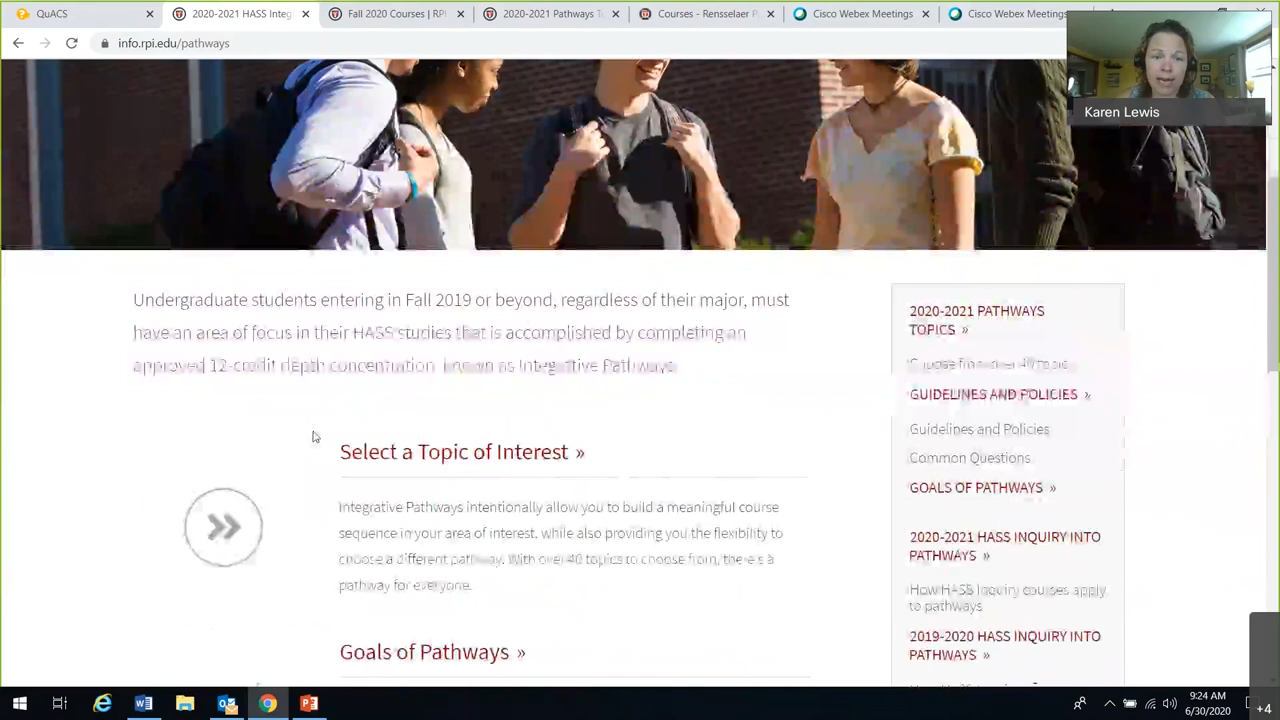 QuACS
2020-2021 HASS Integ
Fall 2020 Courses | RPI
2020-2021 Pathways T
Courses - Rensselaer P
Cisco Webex Meetings
Cisco Webex Meetings
info.rpi.edu/pathways
Karen Lewis
Undergraduate students entering in Fall 2019 or beyond, regardless of their major, must
have an area of focus in their HASS studies that is accomplished by completing an
approved 12-credit depth concentration, known as Integrative Pathways.
Select a Topic of Interest »
Integrative Pathways intentionally allow you to build a meaningful course
sequence in your area of interest, while also providing you the flexibility to
choose a different pathway. With over 40 topics to choose from, there's a
pathway for everyone.
Goals of Pathways »
2020-2021 PATHWAYS
TOPICS »
Choose from over 40 topics
GUIDELINES AND POLICIES »
Guidelines and Policies
Common Questions
GOALS OF PATHWAYS »
2020-2021 HASS INQUIRY INTO
PATHWAYS »
How HASS Inquiry courses apply
to pathways
2019-2020 HASS INQUIRY INTO
PATHWAYS »
9:24 AM
6/30/2020
+4